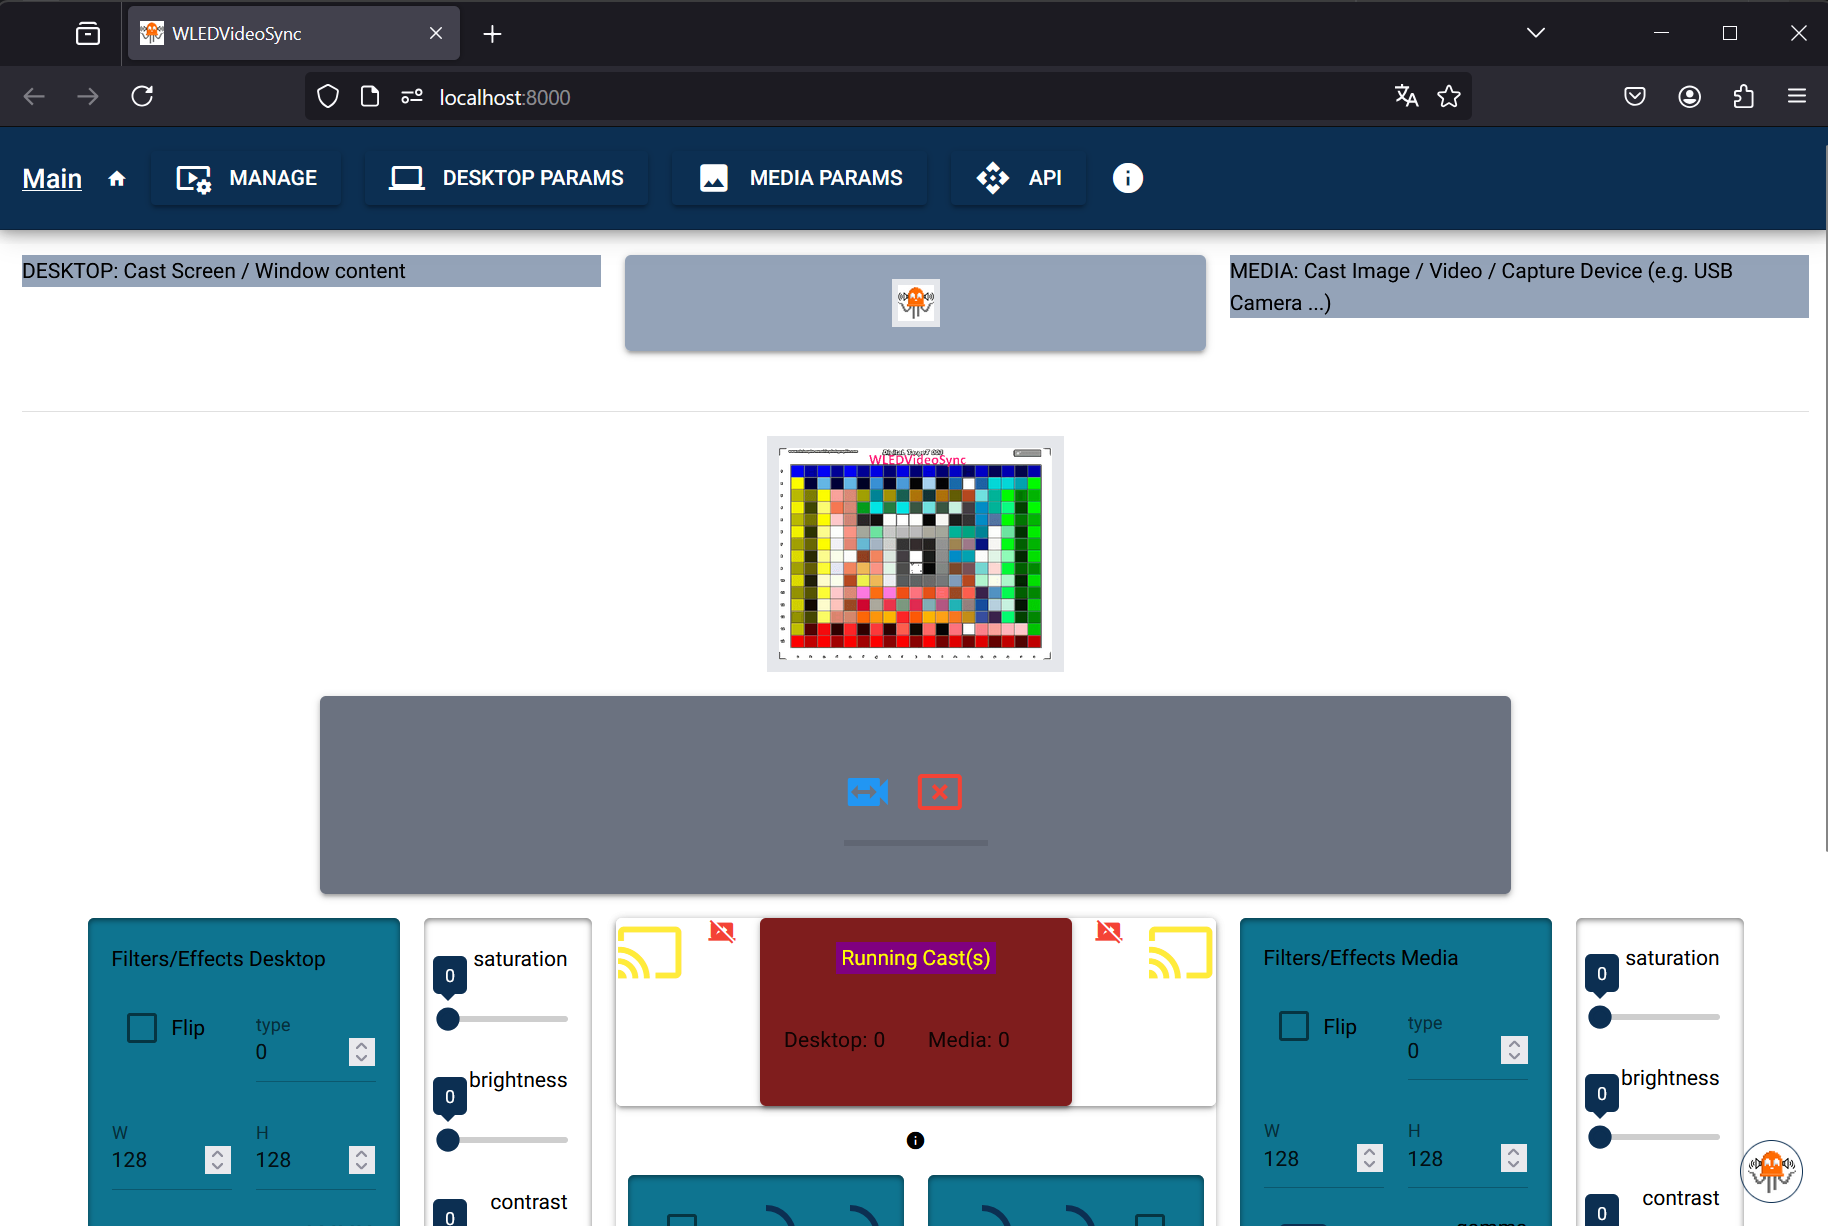 WLEDVideoSync
localhost:8000
Main
MANAGE
DESKTOP PARAMS
MEDIA PARAMS
API
DESKTOP: Cast Screen / Window content
MEDIA: Cast Image / Video / Capture Device (e.g. USB
Camera ...)
WLEDVideoSync
Filters/Effects Desktop
Flip
type
0
W
128
H
128
saturation
0
brightness
0
contrast
0
Running Cast(s)
Desktop: 0
Media: 0
Filters/Effects Media
Flip
type
0
W
128
H
128
saturation
0
brightness
0
contrast
0